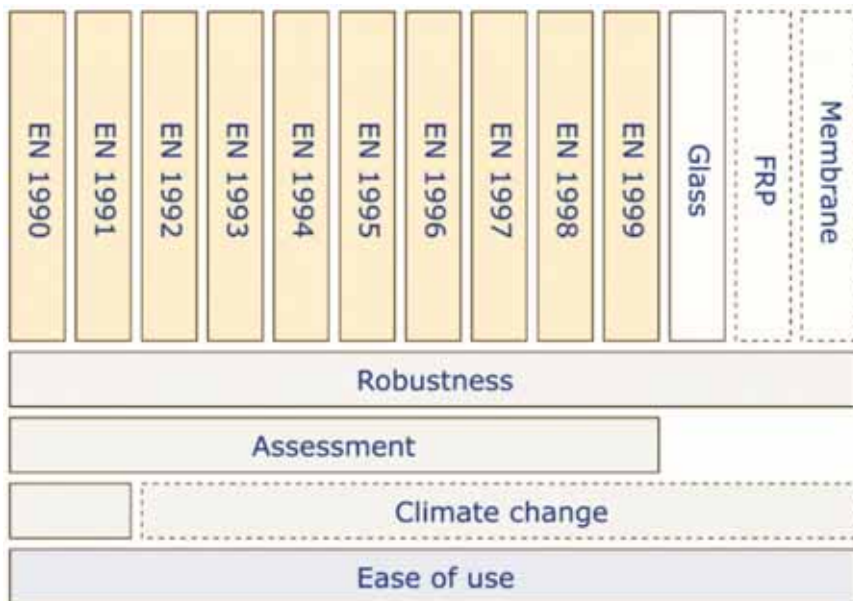 EN 1990
EN 1991
EN 1992
EN 1993
EN 1994
EN 1995
EN 1996
EN 1997
EN 1998
EN 1999
Glass
FRP
Membrane
Robustness
Assessment
Climate change
Ease of use